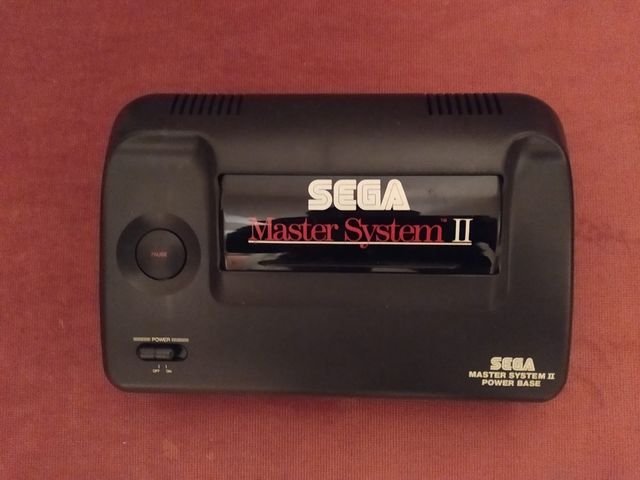 SEGA
Master System™ II
PAUSE
POWER
OFF ON
SEGA
MASTER SYSTEM II
POWER BASE